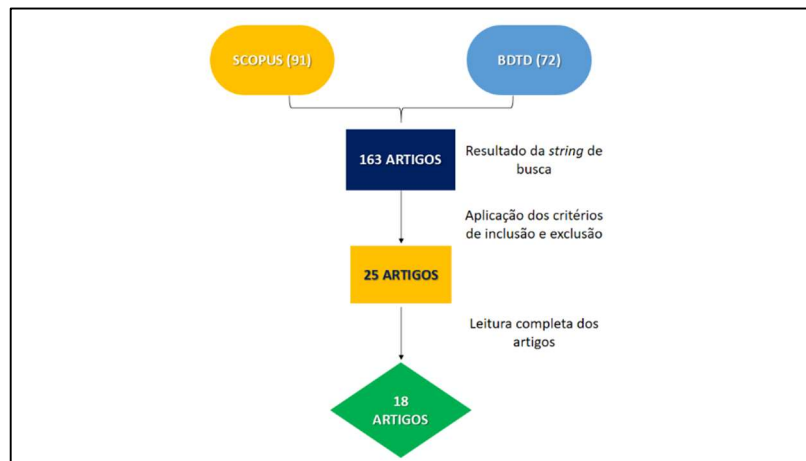 SCOPUS (91)
BDTD (72)
163 ARTIGOS
Resultado da string de
busca
Aplicação dos critérios
de inclusão e exclusão
25 ARTIGOS
Leitura completa dos
artigos
18
ARTIGOS